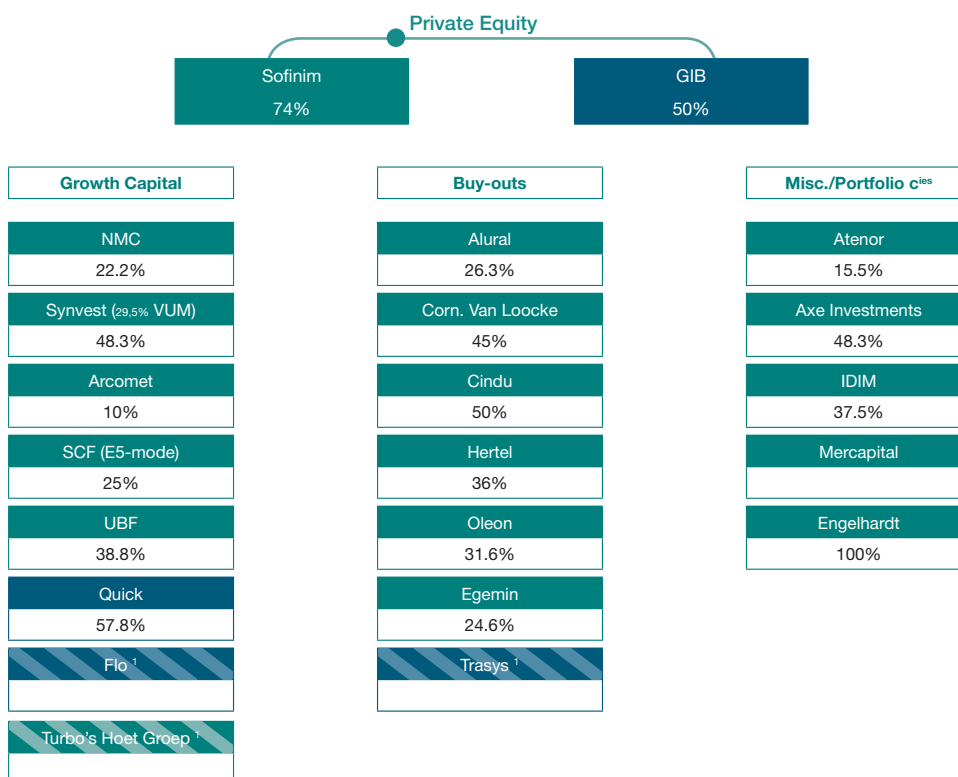 Private Equity
Sofinim
74%
GIB
50%
Growth Capital
NMC
22.2%
Synvest (29,5% VUM)
48.3%
Arcomet
10%
SCF (E5-mode)
25%
UBF
38.8%
Quick
57.8%
Flo ¹
Turbo's Hoet Groep ¹
Buy-outs
Alural
26.3%
Corn. Van Loocke
45%
Cindu
50%
Hertel
36%
Oleon
31.6%
Egemin
24.6%
Trasys ¹
Misc./Portfolio cⁱᵉˢ
Atenor
15.5%
Axe Investments
48.3%
IDIM
37.5%
Mercapital
Engelhardt
100%